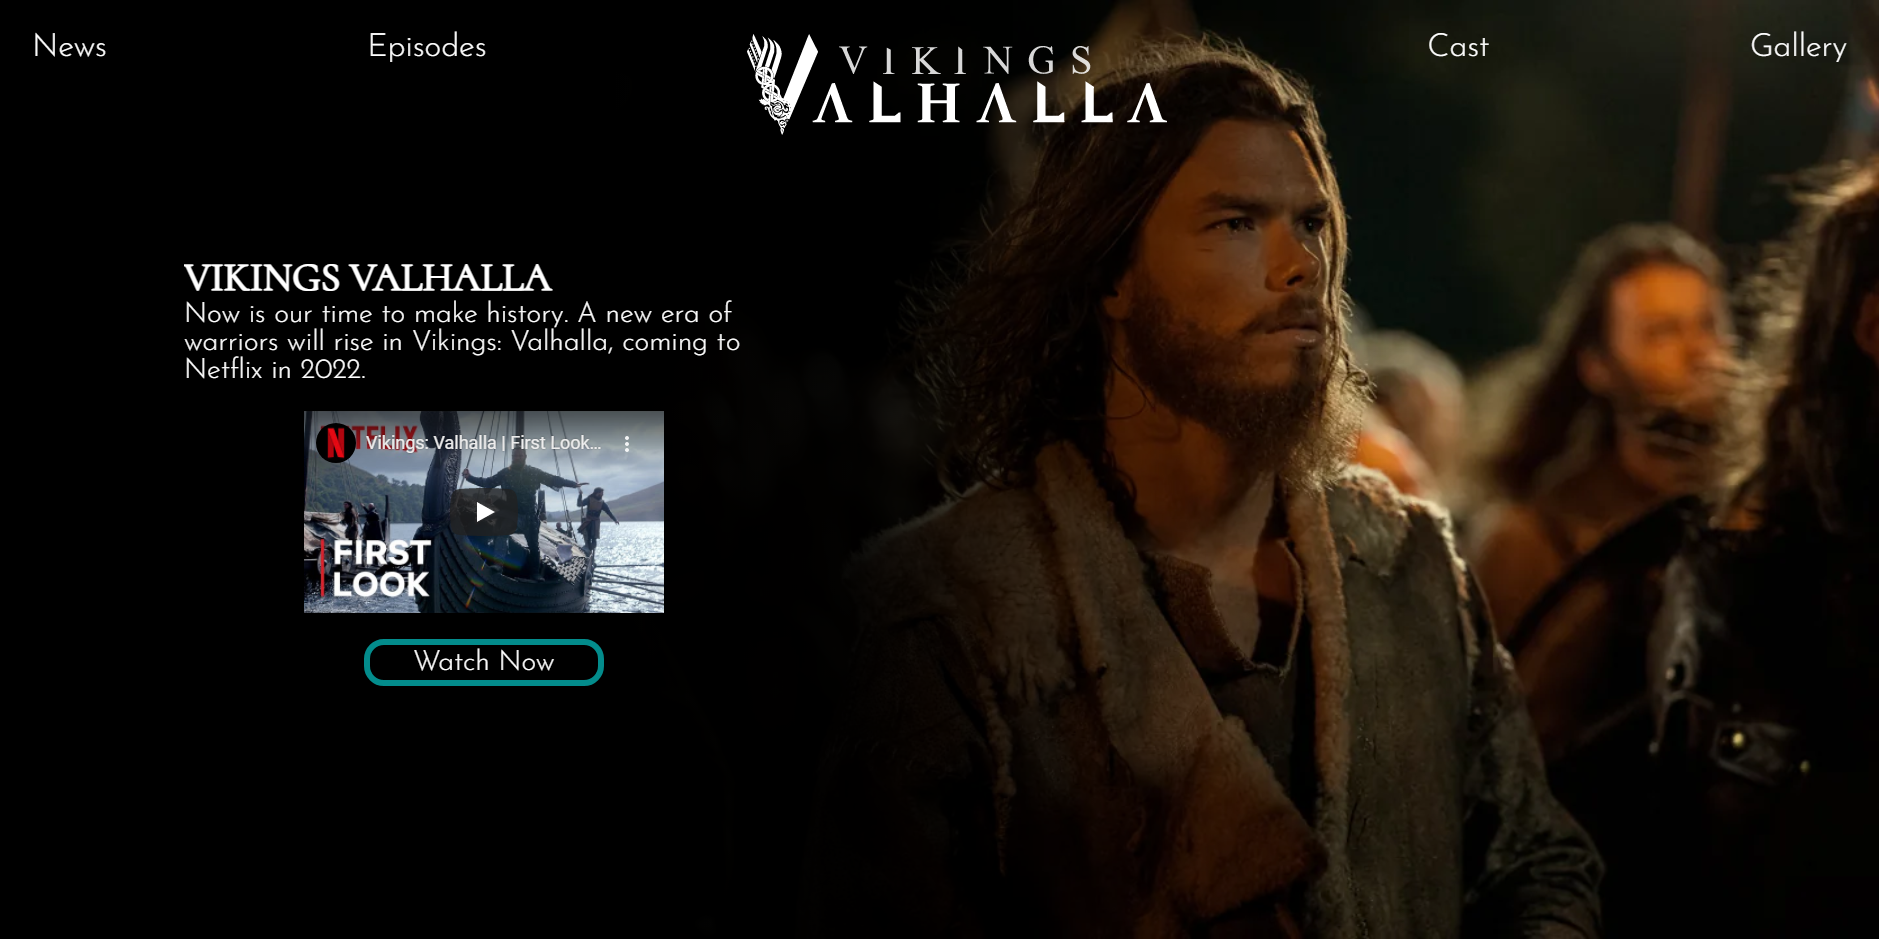 News
Episodes
VIKINGS
VALHALLA
Cast
Gallery
VIKINGS VALHALLA
Now is our time to make history. A new era of
warriors will rise in Vikings: Valhalla, coming to
Netflix in 2022.
Vikings: Valhalla | First Look...
FIRST
LOOK
Watch Now